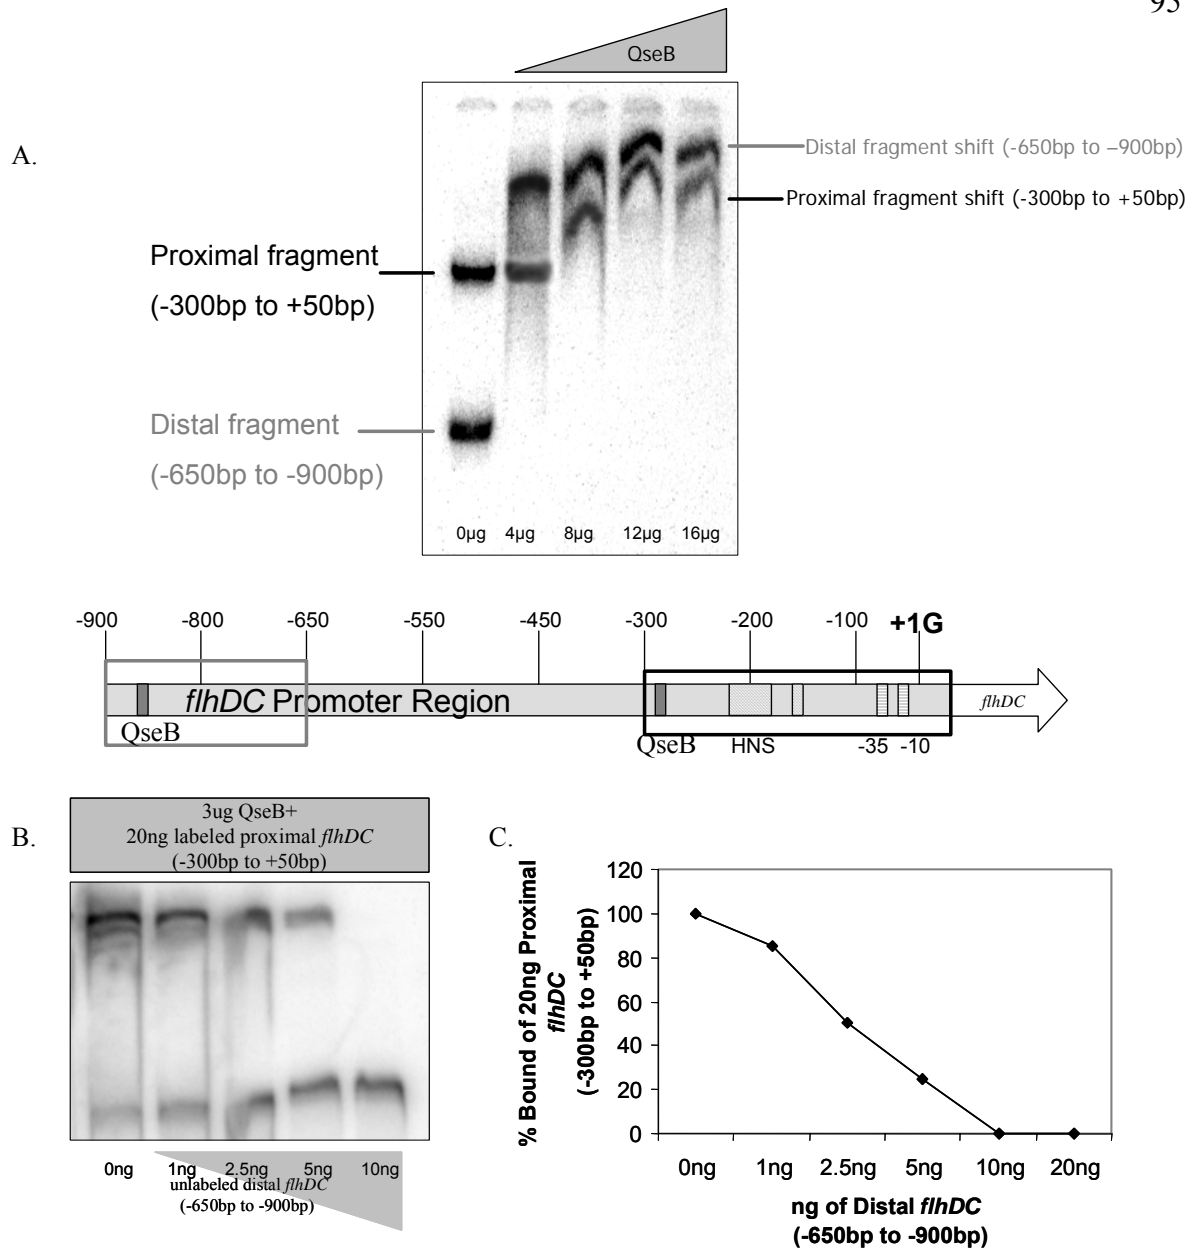 95
QseB
A.
Distal fragment shift (-650bp to –900bp)
Proximal fragment shift (-300bp to +50bp)
Proximal fragment
(-300bp to +50bp)
Distal fragment
(-650bp to -900bp)
0µg 4µg 8µg 12µg 16µg
-900 -800 -650 -550 -450 -300 -200 -100 +1G
flhDC Promoter Region
flhDC
QseB
QseB HNS -35 -10
B.
3ug QseB+
20ng labeled proximal flhDC
(-300bp to +50bp)
0ng 1ng 2.5ng 5ng 10ng
unlabeled distal flhDC
(-650bp to -900bp)
C.
% Bound of 20ng Proximal
flhDC
(-300bp to +50bp)
120
100
80
60
40
20
0
0ng 1ng 2.5ng 5ng 10ng 20ng
ng of Distal flhDC
(-650bp to -900bp)